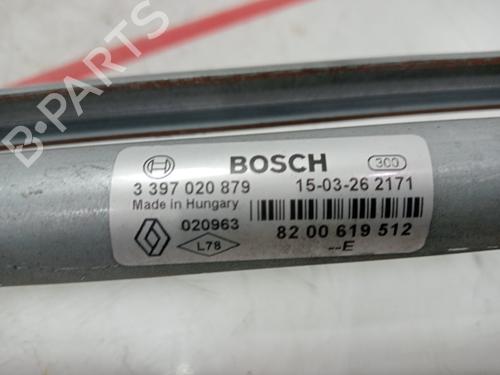 BOSCH 300
3 397 020 879 15-03-26 2171
Made in Hungary
020963
L78
82 00 619 512
--E
B-PARTS